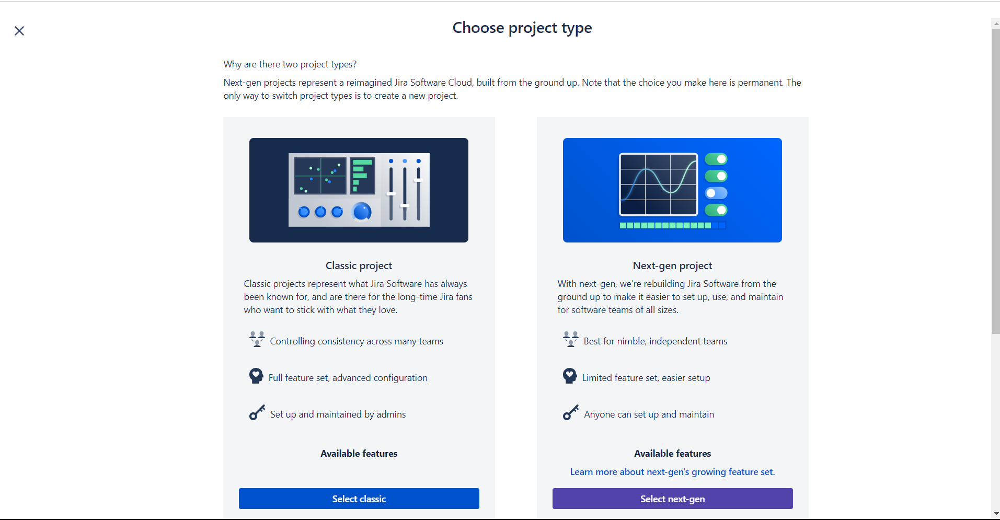 Choose project type
Why are there two project types?
Next-gen projects represent a reimagined Jira Software Cloud, built from the ground up. Note that the choice you make here is permanent. The
only way to switch project types is to create a new project.
Classic project
Classic projects represent what Jira Software has always
been known for, and are there for the long-time Jira fans
who want to stick with what they love.
Controlling consistency across many teams
Full feature set, advanced configuration
Set up and maintained by admins
Available features
Select classic
Next-gen project
With next-gen, we're rebuilding Jira Software from the
ground up to make it easier to set up, use, and maintain
for software teams of all sizes.
Best for nimble, independent teams
Limited feature set, easier setup
Anyone can set up and maintain
Available features
Learn more about next-gen's growing feature set.
Select next-gen